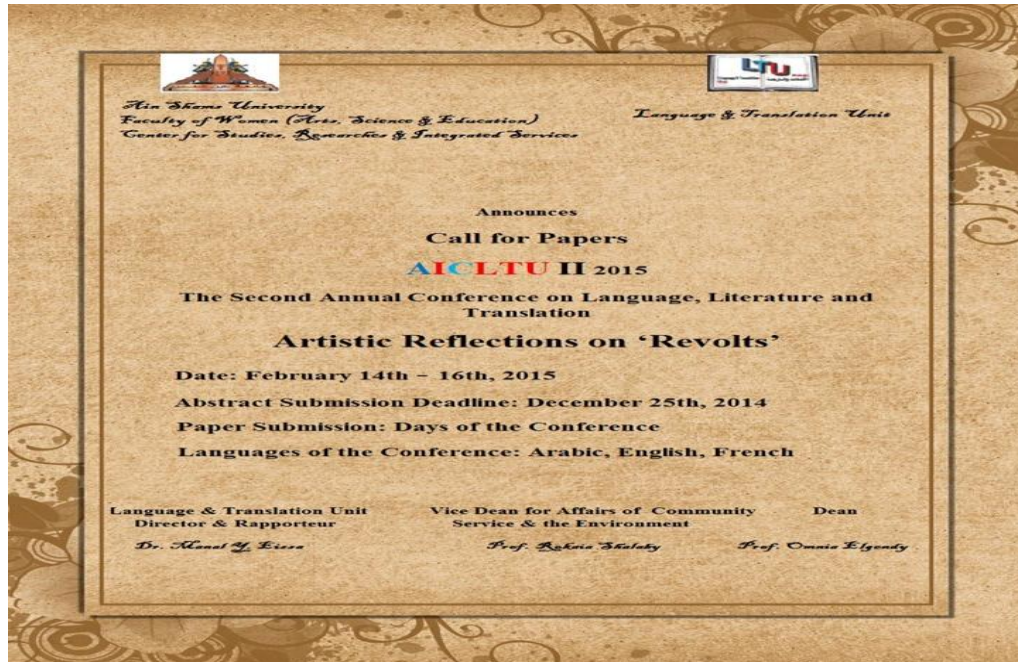 LTU
Ain Shams University
Faculty of Women (Arts, Science & Education)
Center for Studies, Researches & Integrated Services
Language & Translation Unit
Announces
Call for Papers
AICLTU II 2015
The Second Annual Conference on Language, Literature and
Translation
Artistic Reflections on ‘Revolts’
Date: February 14th – 16th, 2015
Abstract Submission Deadline: December 25th, 2014
Paper Submission: Days of the Conference
Languages of the Conference: Arabic, English, French
Language & Translation Unit
Director & Rapporteur
Dr. Manal Y. Eissa
Vice Dean for Affairs of Community
Service & the Environment
Prof. Rokaia Shalaby
Dean
Prof. Omnia Elgendy